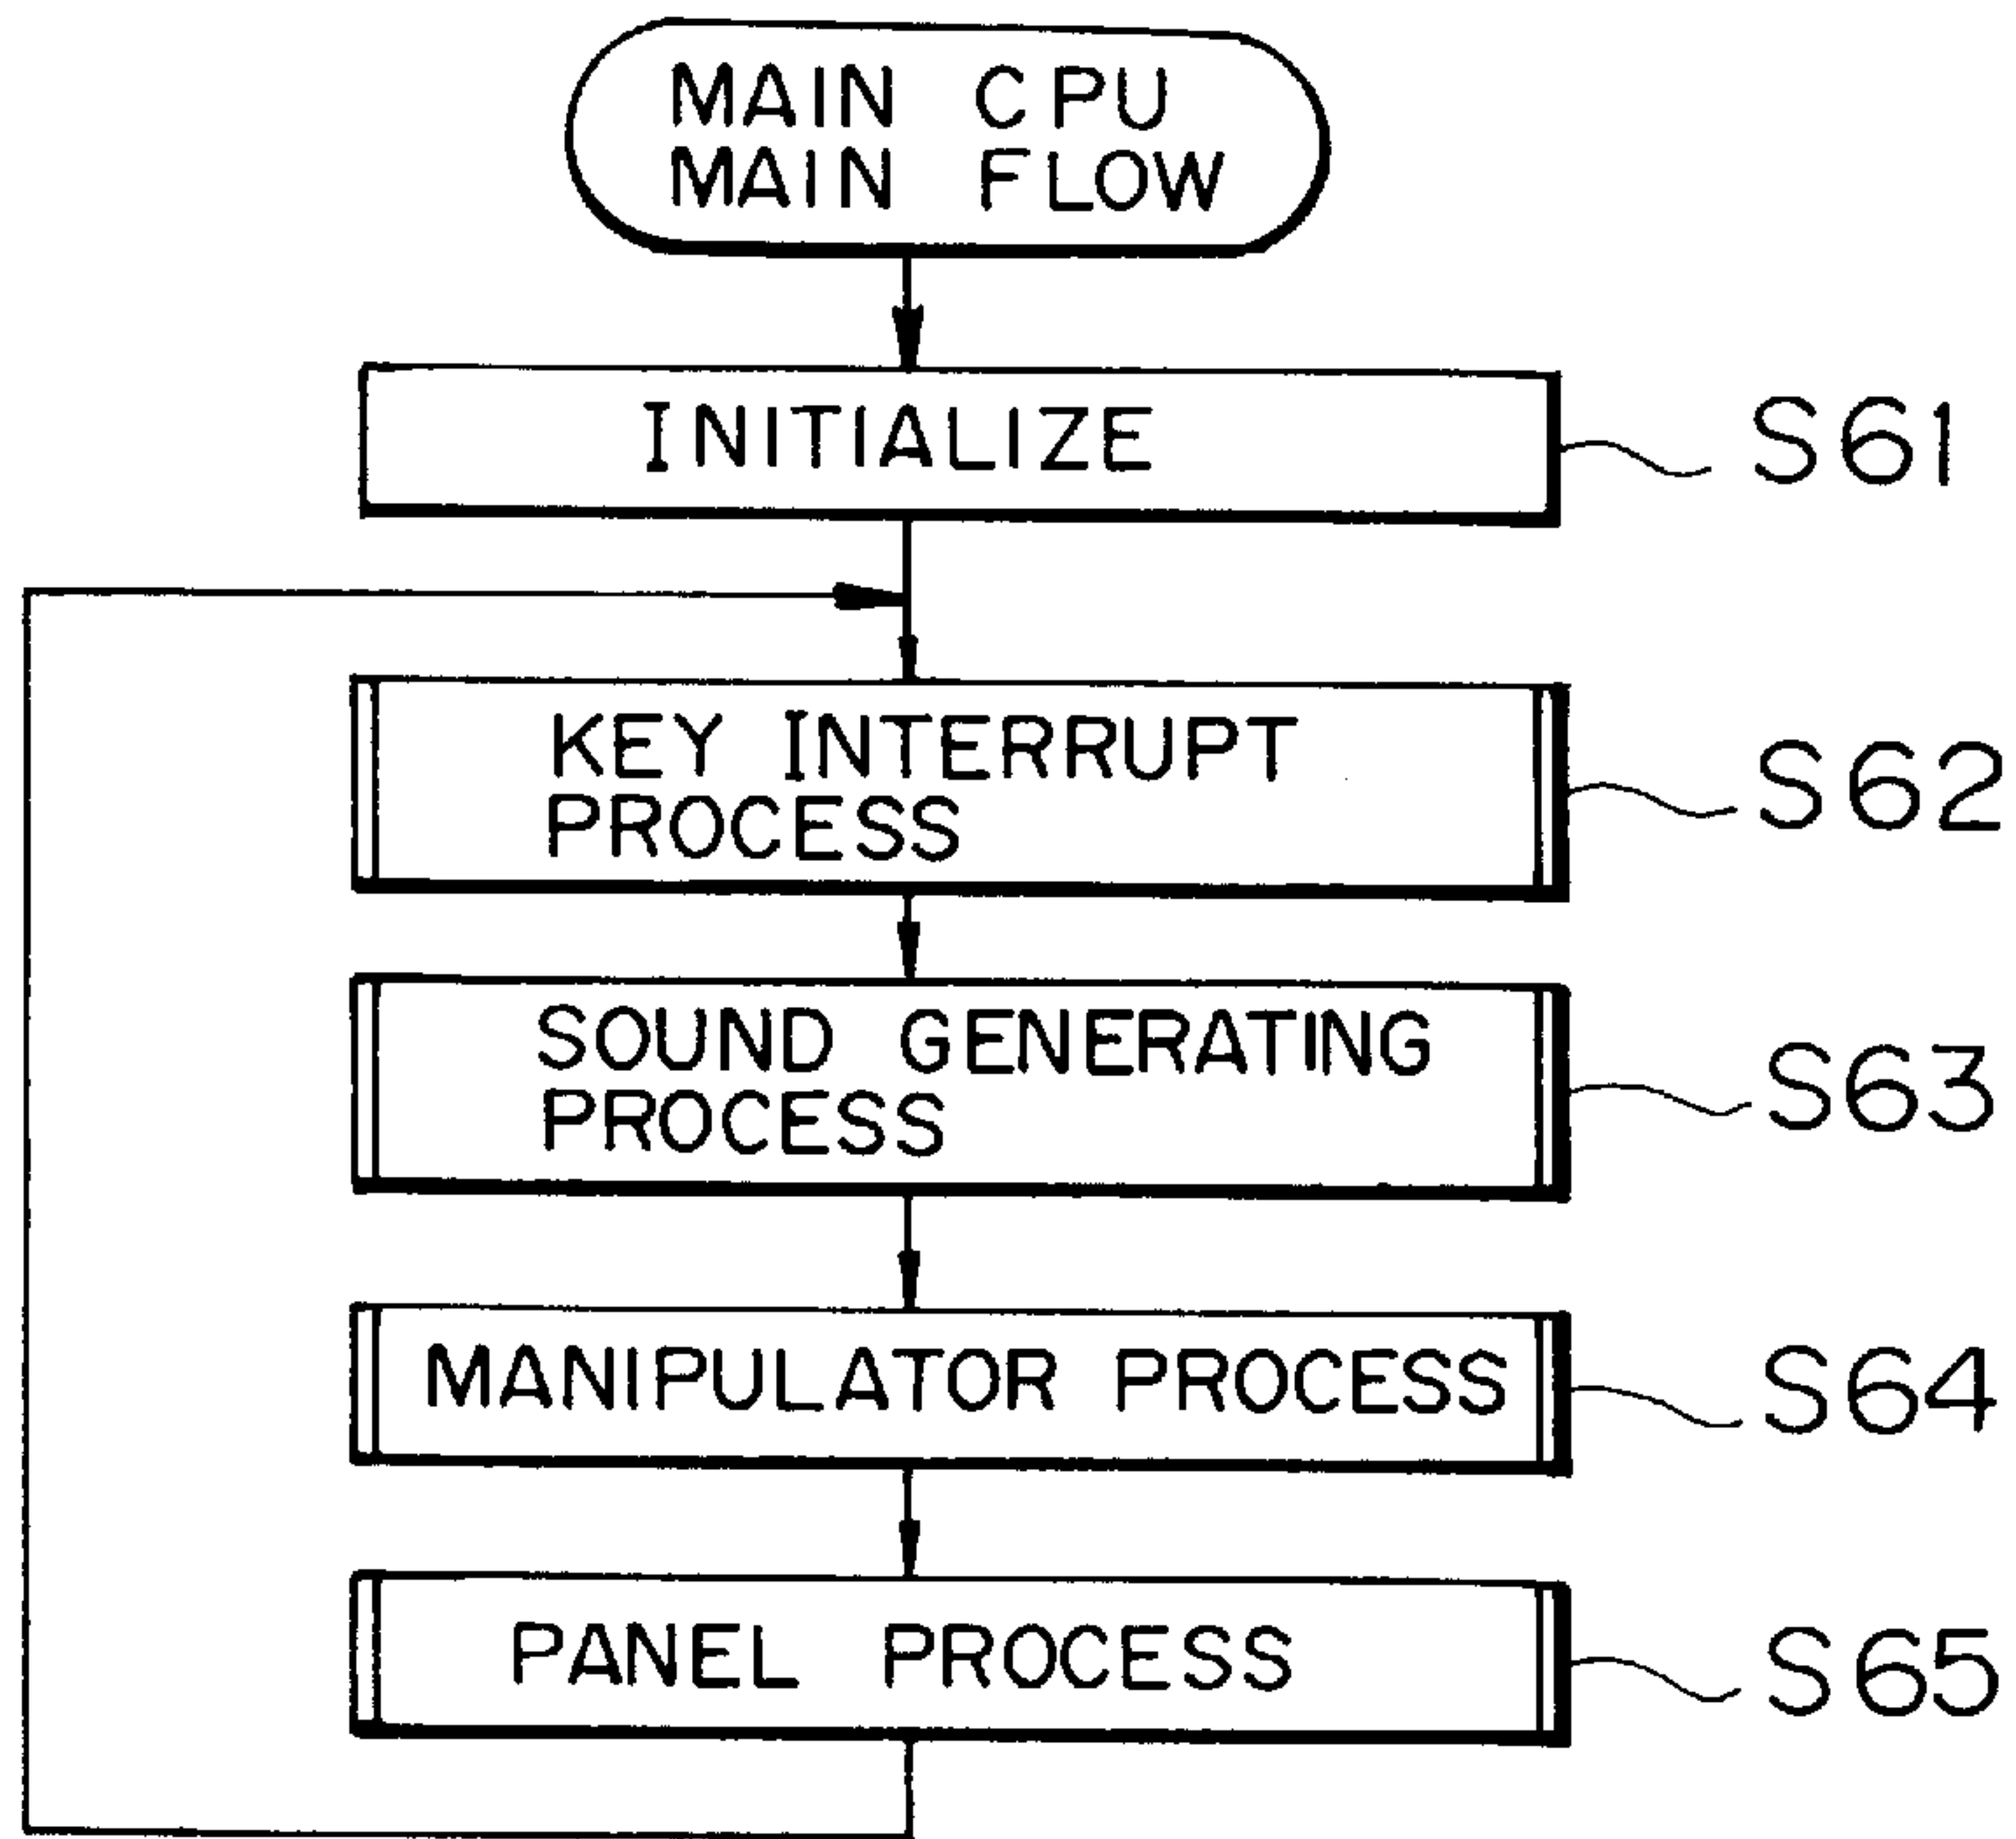 MAIN CPU
MAIN FLOW
INITIALIZE
S61
KEY INTERRUPT
PROCESS
S62
SOUND GENERATING
PROCESS
S63
MANIPULATOR PROCESS
S64
PANEL PROCESS
S65